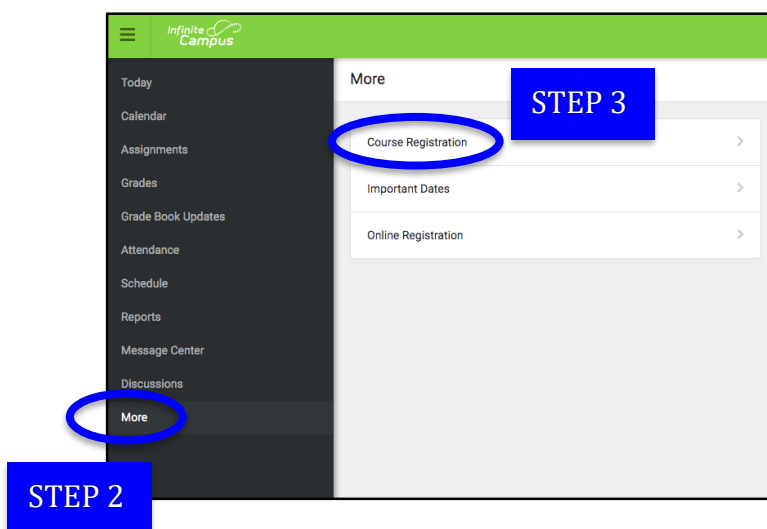 Infinite
Campus
Today
Calendar
Assignments
Grades
Grade Book Updates
Attendance
Schedule
Reports
Message Center
Discussions
More
STEP 2
More
STEP 3
Course Registration
Important Dates
Online Registration